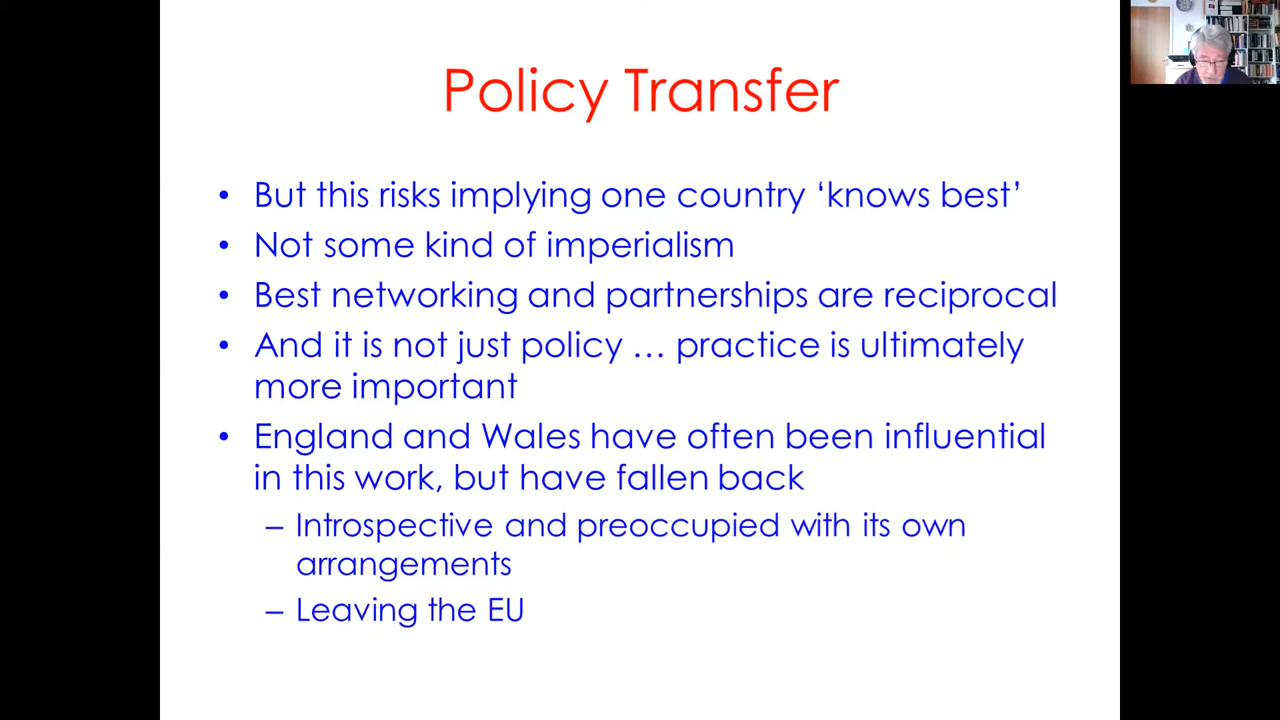 Policy Transfer
• But this risks implying one country ‘knows best’
• Not some kind of imperialism
• Best networking and partnerships are reciprocal
• And it is not just policy … practice is ultimately
more important
• England and Wales have often been influential
in this work, but have fallen back
– Introspective and preoccupied with its own
arrangements
– Leaving the EU